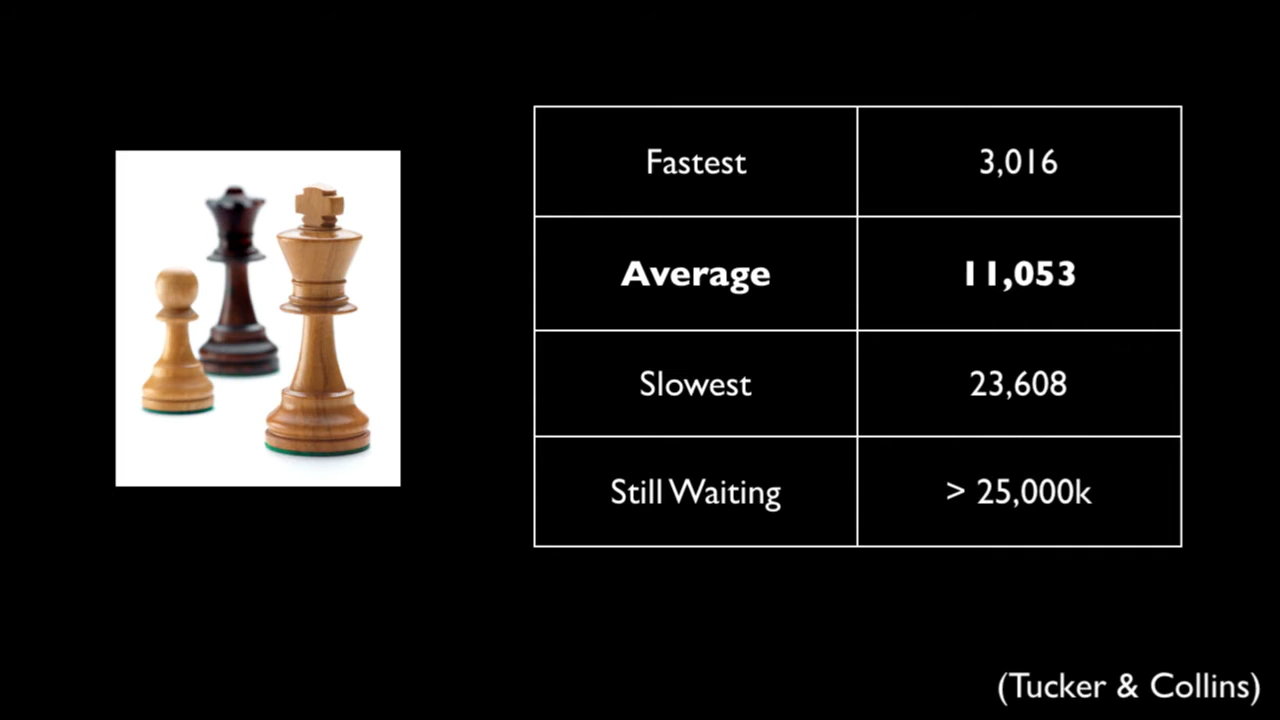 Fastest 3,016
Average 11,053
Slowest 23,608
Still Waiting > 25,000k
(Tucker & Collins)